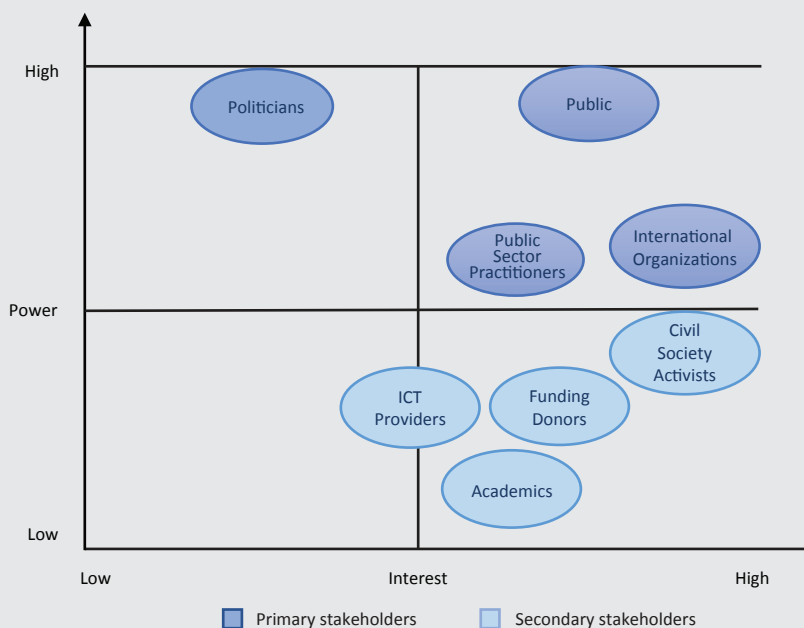 High
Politicians
Public
Public
Sector
Practitioners
International
Organizations
Power
Civil
Society
Activists
ICT
Providers
Funding
Donors
Academics
Low
Low
Interest
High
Primary stakeholders
Secondary stakeholders